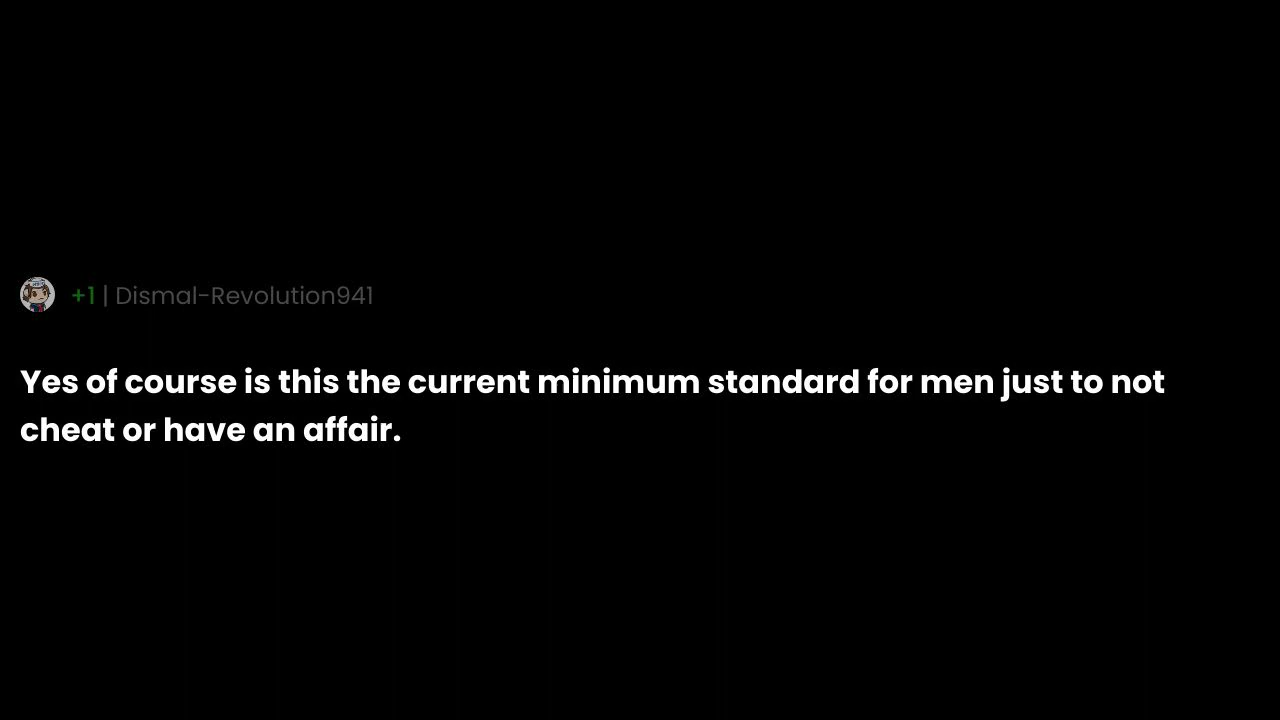 +1 | Dismal-Revolution941
Yes of course is this the current minimum standard for men just to not
cheat or have an affair.